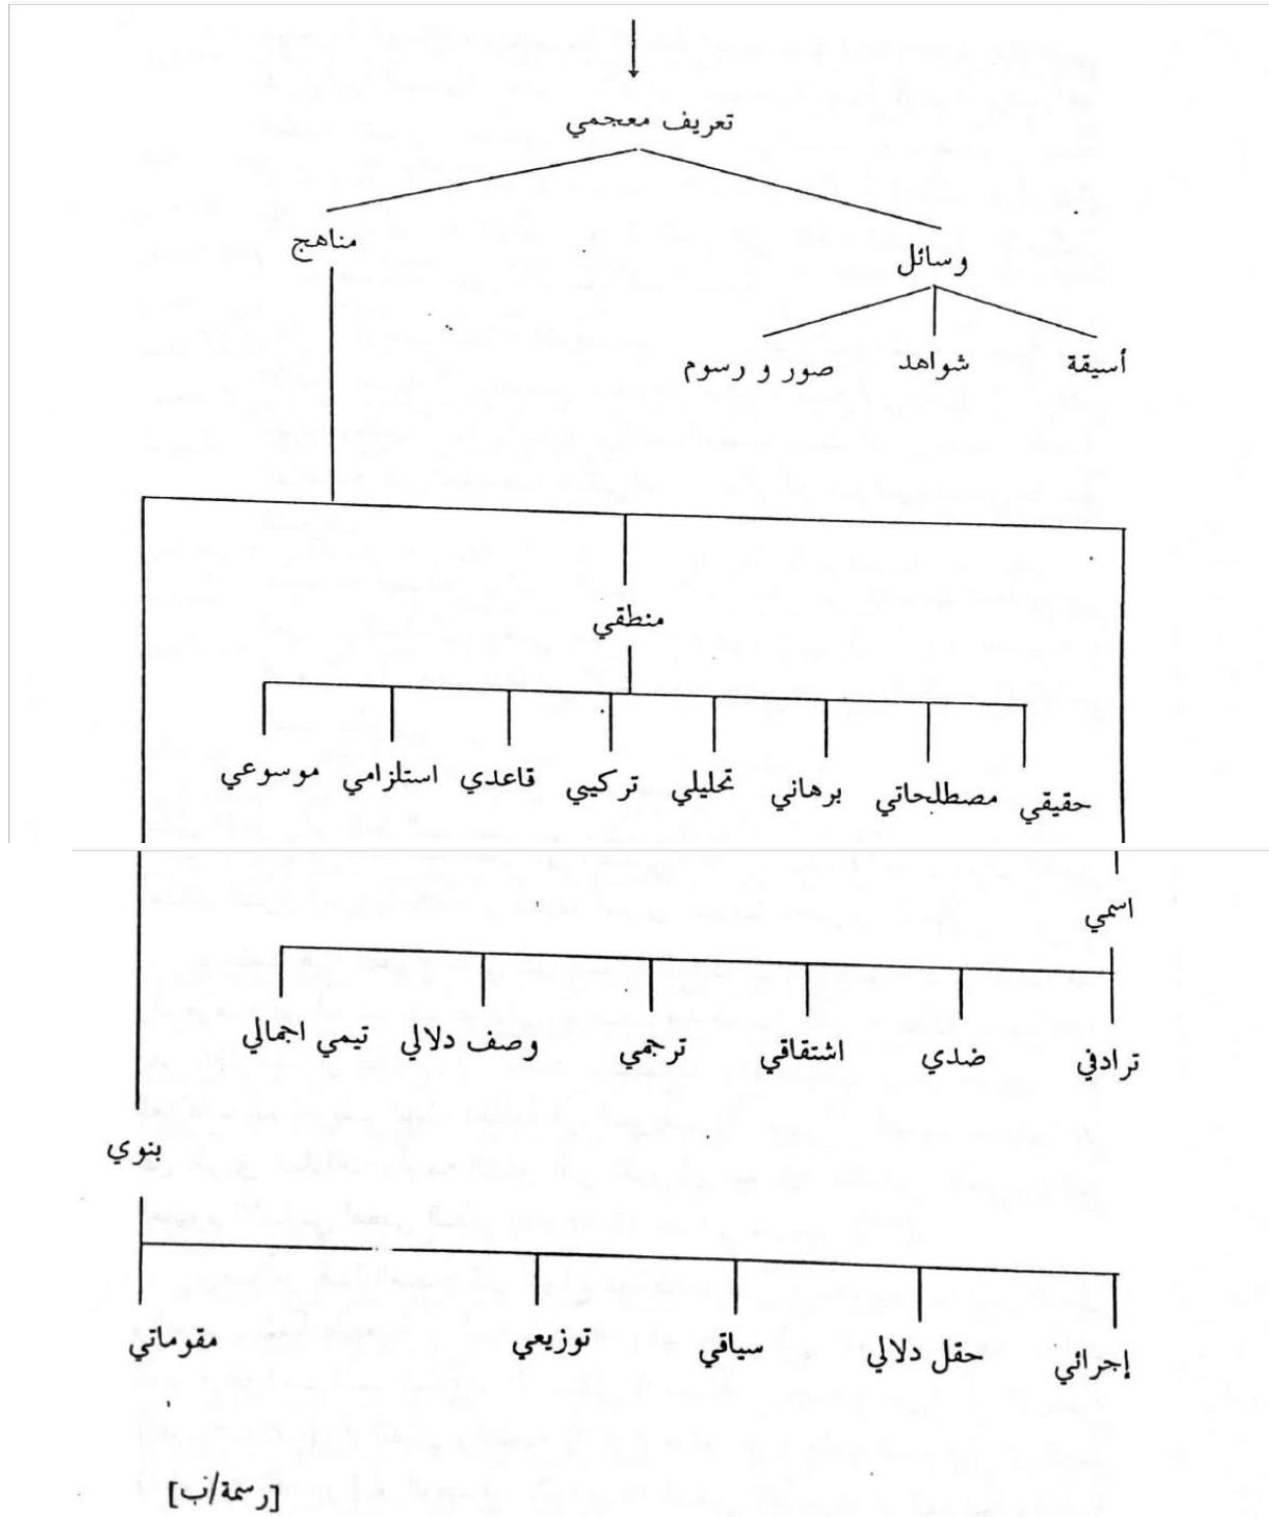 تعريف معجمي
وسائل
مناهج
أسيقة شواهد صور و رسوم
منطقي
حقيقي مصطلحاتي برهاني تحليلي تركيبي قاعدي استلزامي موسوعي
اسمي
ترادفي ضدي اشتقاقي ترجمي وصف دلالي تيمي اجمالي
بنوي
إجرائي حقل دلالي سياقي توزيعي مقوماتي
[رسمة/ب]